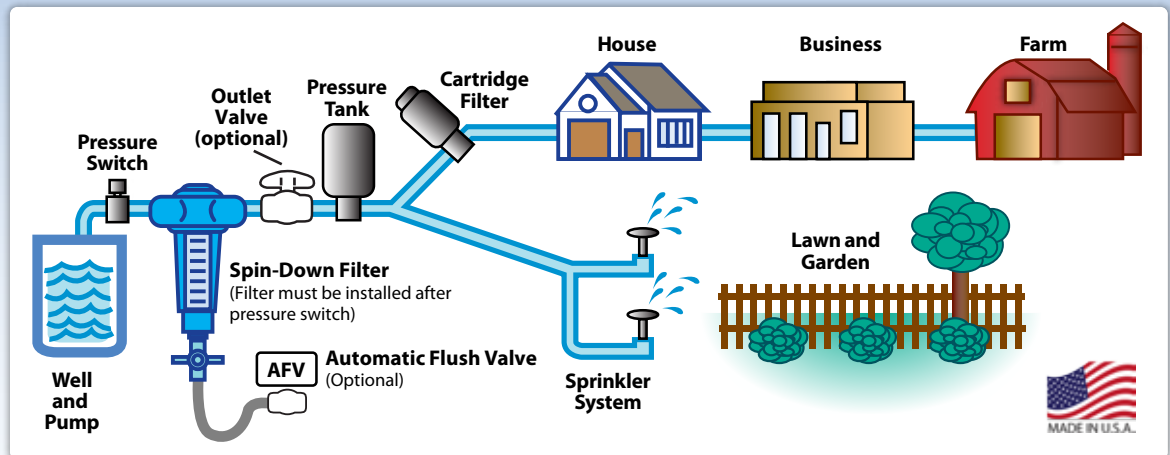 House
Business
Farm
Cartridge
Filter
Pressure
Tank
Outlet
Valve
(optional)
Pressure
Switch
Spin-Down Filter
(Filter must be installed after
pressure switch)
Lawn and
Garden
AFV
Automatic Flush Valve
(Optional)
Well
and
Pump
Sprinkler
System
MADE IN U.S.A.